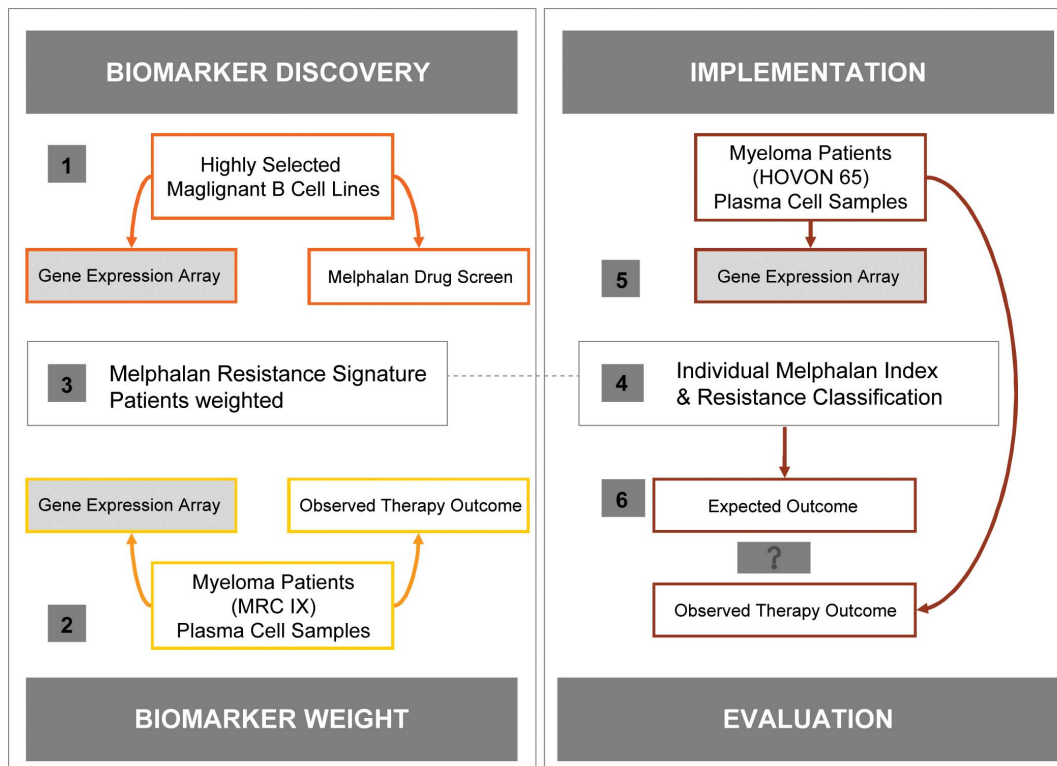 BIOMARKER DISCOVERY
1
Highly Selected
Maglignant B Cell Lines
Gene Expression Array
Melphalan Drug Screen
3
Melphalan Resistance Signature
Patients weighted
Gene Expression Array
Observed Therapy Outcome
2
Myeloma Patients
(MRC IX)
Plasma Cell Samples
BIOMARKER WEIGHT
IMPLEMENTATION
Myeloma Patients
(HOVON 65)
Plasma Cell Samples
5
Gene Expression Array
4
Individual Melphalan Index
& Resistance Classification
6
Expected Outcome
?
Observed Therapy Outcome
EVALUATION